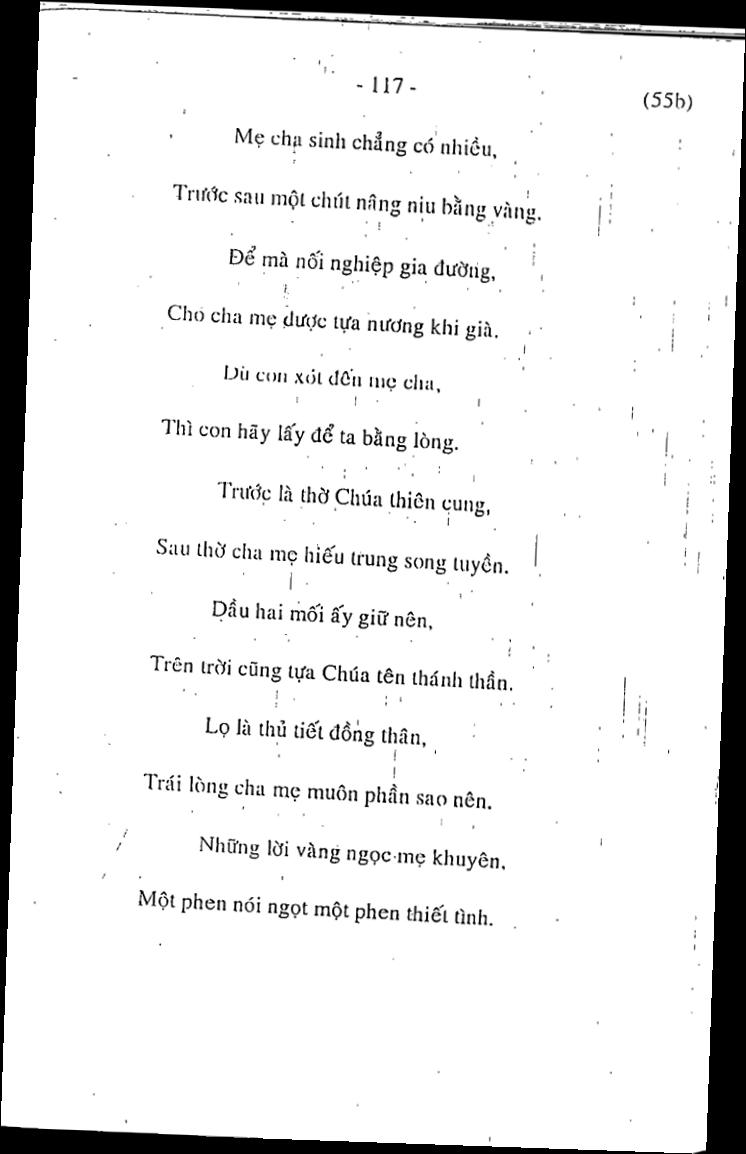 - 117 -
(55b)
Mẹ cha sinh chẳng có nhiều,
Trước sau một chút nâng niu bằng vàng.
Để mà nối nghiệp gia đường,
Cho cha mẹ được tựa nương khi già.
Dù con xót đến mẹ cha,
Thì con hãy lấy để ta bằng lòng.
Trước là thờ Chúa thiên cung,
Sau thờ cha mẹ hiếu trung song tuyền.
Dầu hai mối ấy giữ nên,
Trên trời cũng tựa Chúa tên thánh thần.
Lọ là thủ tiết đồng thân,
Trái lòng cha mẹ muôn phần sao nên.
Những lời vàng ngọc mẹ khuyên,
Một phen nói ngọt một phen thiết tình.